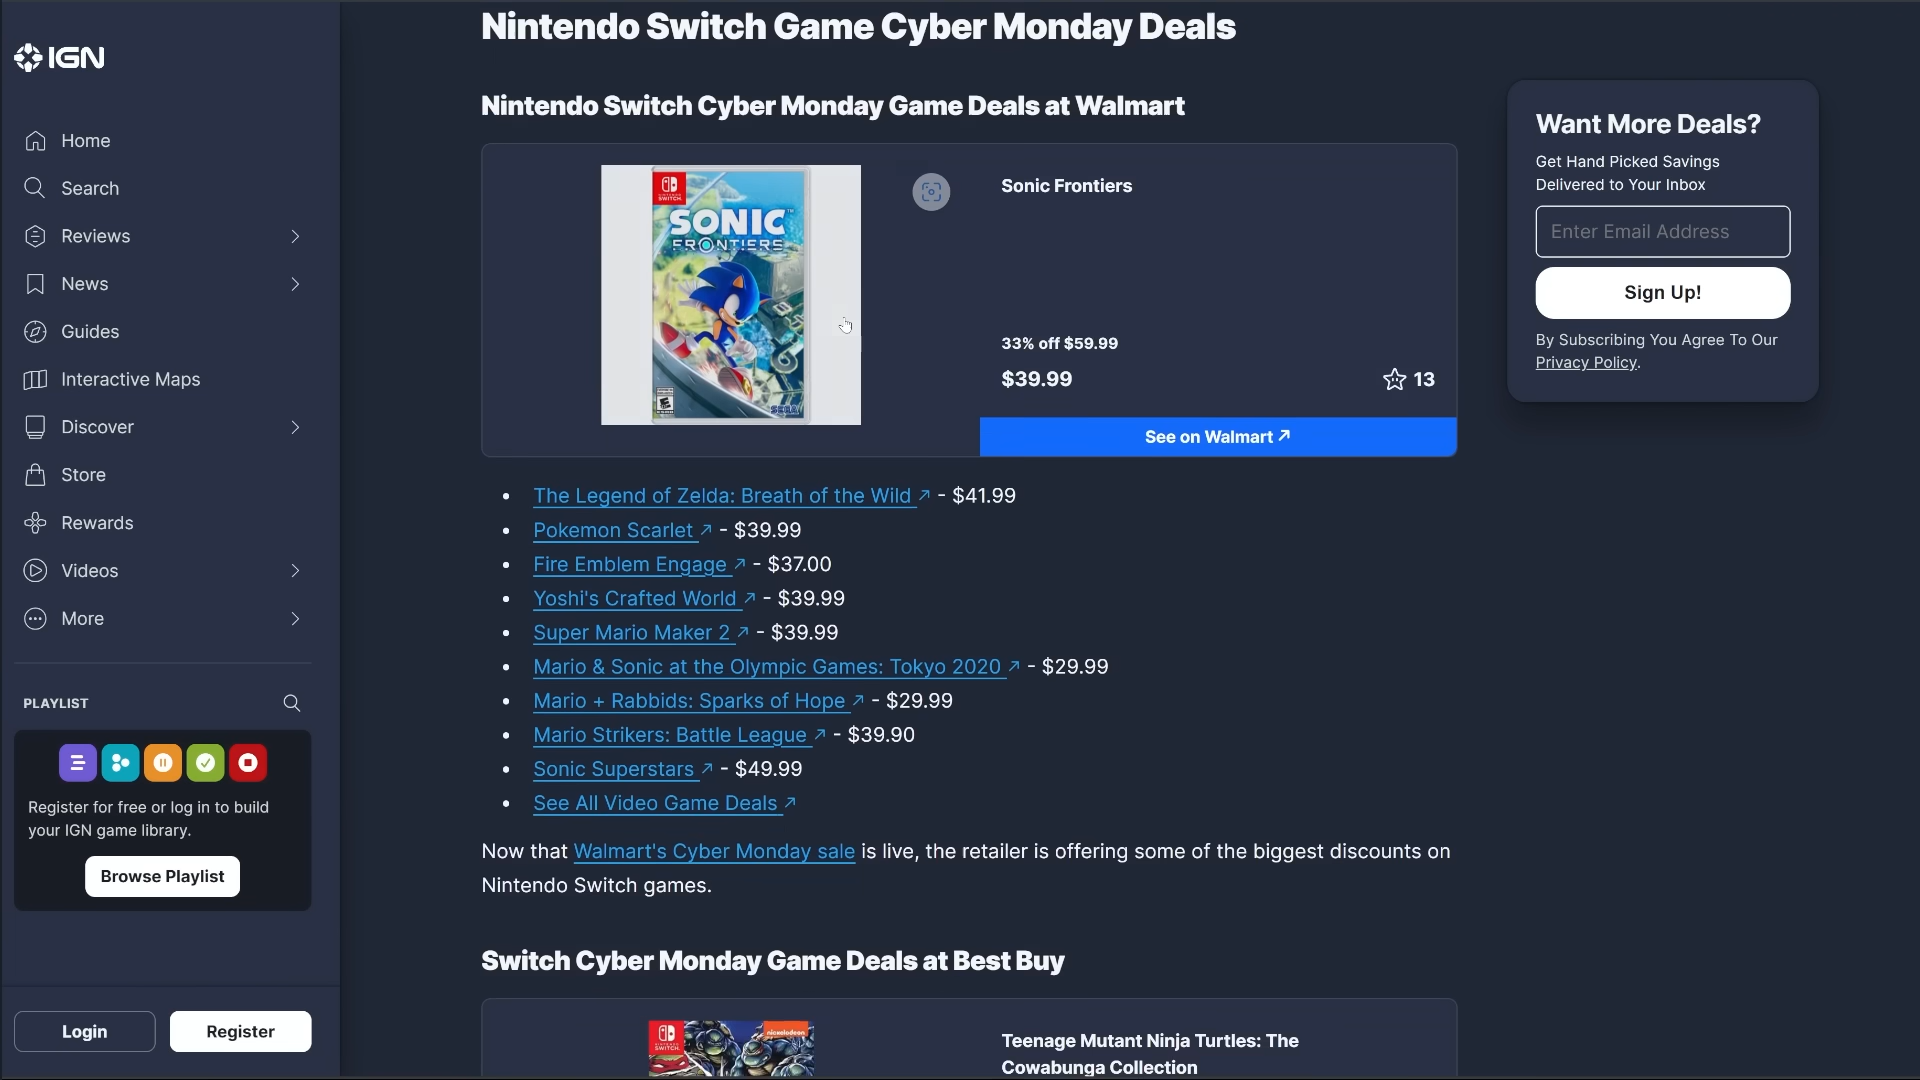 IGN
Home
Search
Reviews
News
Guides
Interactive Maps
Discover
Store
Rewards
Videos
More
PLAYLIST
Register for free or log in to build
your IGN game library.
Browse Playlist
Login
Register
Nintendo Switch Game Cyber Monday Deals
Nintendo Switch Cyber Monday Game Deals at Walmart
NINTENDO
SWITCH
SONIC
FRONTIERS
E
SEGA
Sonic Frontiers
33% off $59.99
$39.99
13
See on Walmart
The Legend of Zelda: Breath of the Wild - $41.99
Pokemon Scarlet - $39.99
Fire Emblem Engage - $37.00
Yoshi's Crafted World - $39.99
Super Mario Maker 2 - $39.99
Mario & Sonic at the Olympic Games: Tokyo 2020 - $29.99
Mario + Rabbids: Sparks of Hope - $29.99
Mario Strikers: Battle League - $39.90
Sonic Superstars - $49.99
See All Video Game Deals
Now that Walmart's Cyber Monday sale is live, the retailer is offering some of the biggest discounts on
Nintendo Switch games.
Switch Cyber Monday Game Deals at Best Buy
NINTENDO
SWITCH
nickelodeon
Teenage Mutant Ninja Turtles: The
Cowabunga Collection
Want More Deals?
Get Hand Picked Savings
Delivered to Your Inbox
Enter Email Address
Sign Up!
By Subscribing You Agree To Our
Privacy Policy.